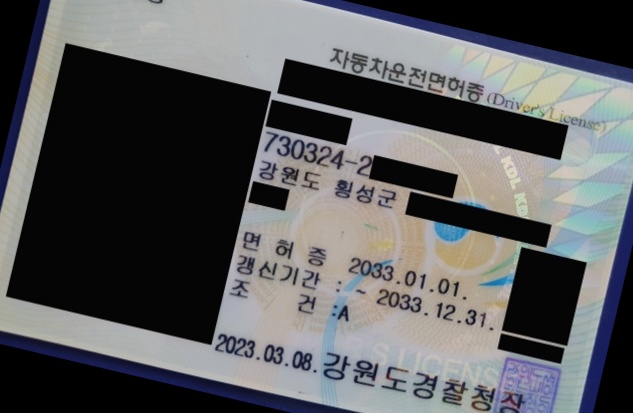 자동차운전면허증 (Driver's License)
730324-2
강원도 횡성군
면 허 증 2033.01.01.
갱신기간 : ~ 2033.12.31.
조 건 :A
2023.03.08. 강원도경찰청장